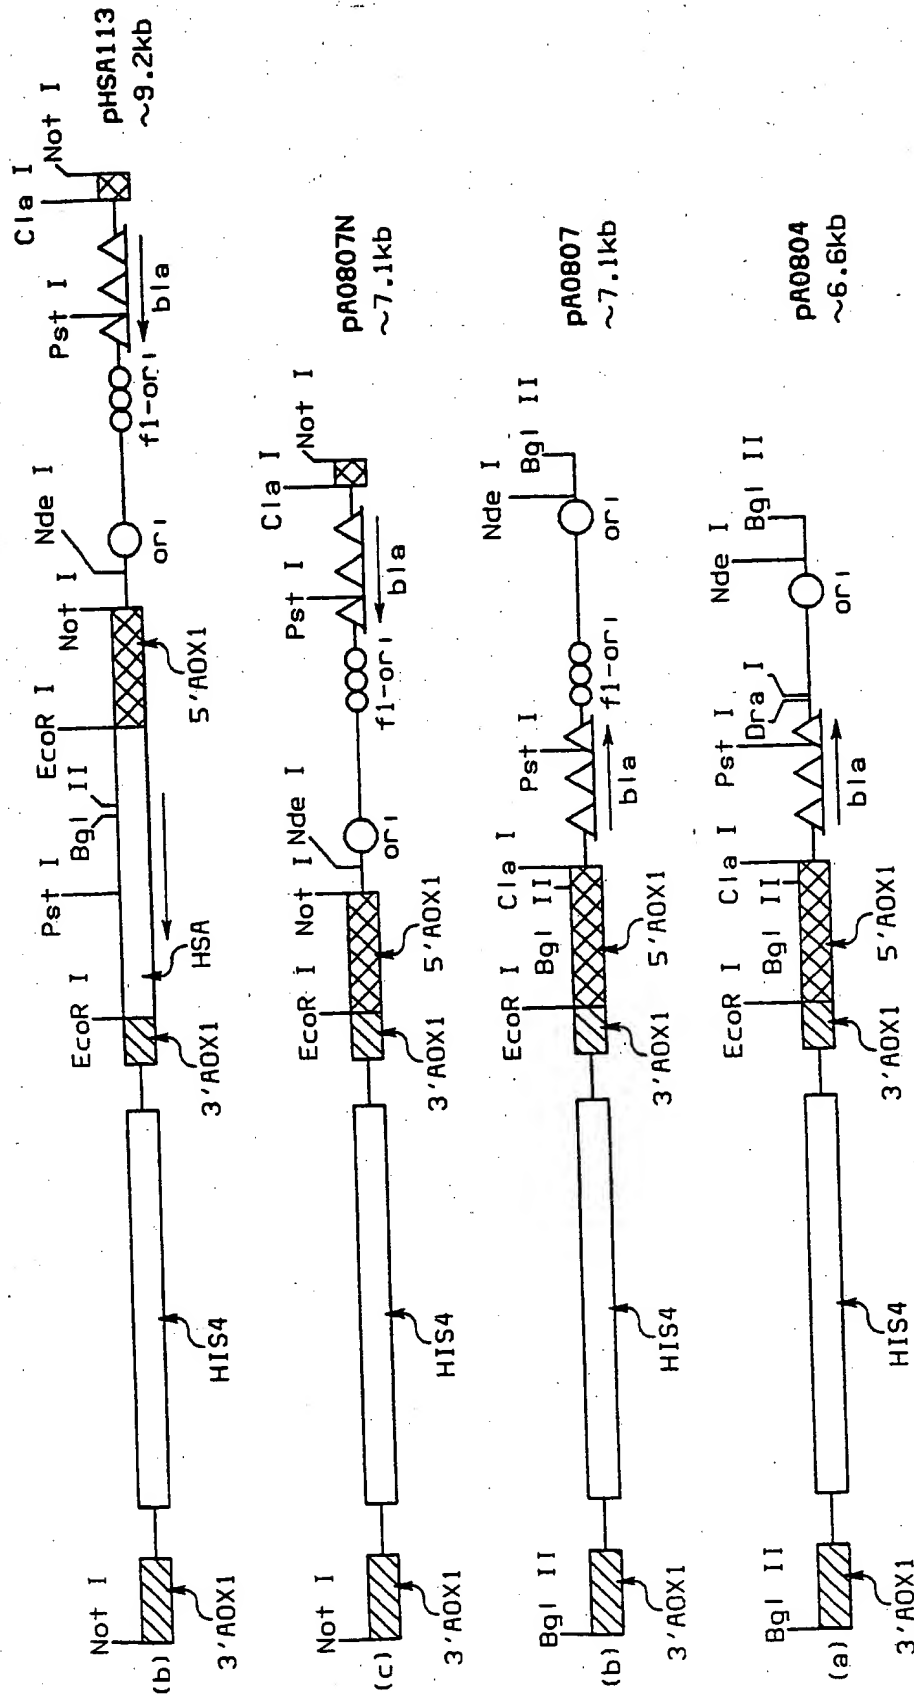 Not I
EcoR I
Pst I
Bgl II
EcoR I
Not I
Nde I
Pst I
Cla I
Not I
pHSA113
~9.2kb
(b)
3'AOX1
HIS4
3'AOX1
HSA
5'AOX1
ori
f1-ori
bla
Not I
EcoR I
Not I
Nde I
Pst I
Cla I
Not I
pAO807N
~7.1kb
(c)
3'AOX1
HIS4
3'AOX1
5'AOX1
ori
f1-ori
bla
Bgl II
EcoR I
Bgl II
Cla I
Pst I
Nde I
Bgl II
pAO807
~7.1kb
(b)
3'AOX1
HIS4
3'AOX1
5'AOX1
bla
f1-ori
ori
Bgl II
EcoR I
Bgl II
Cla I
Pst I
Dra I
Nde I
Bgl II
pAO804
~6.6kb
(a)
3'AOX1
HIS4
3'AOX1
5'AOX1
bla
ori